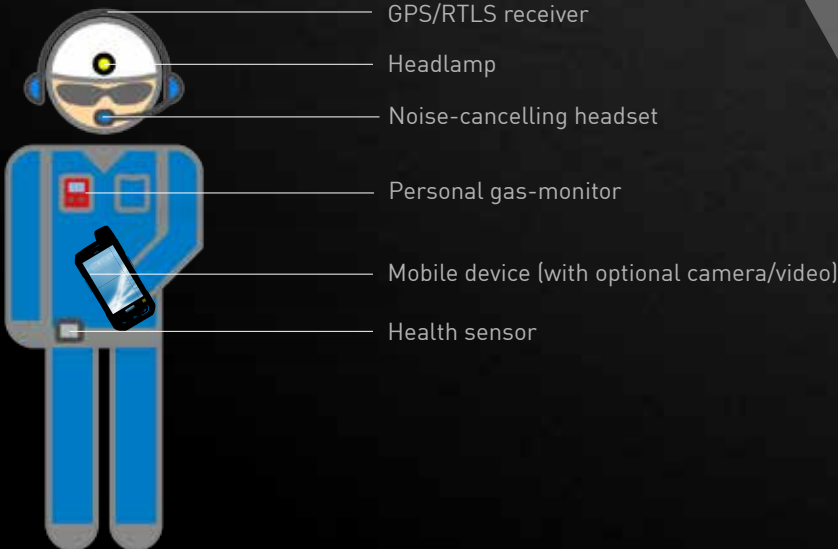 GPS/RTLS receiver
Headlamp
Noise-cancelling headset
Personal gas-monitor
Mobile device (with optional camera/video)
Health sensor